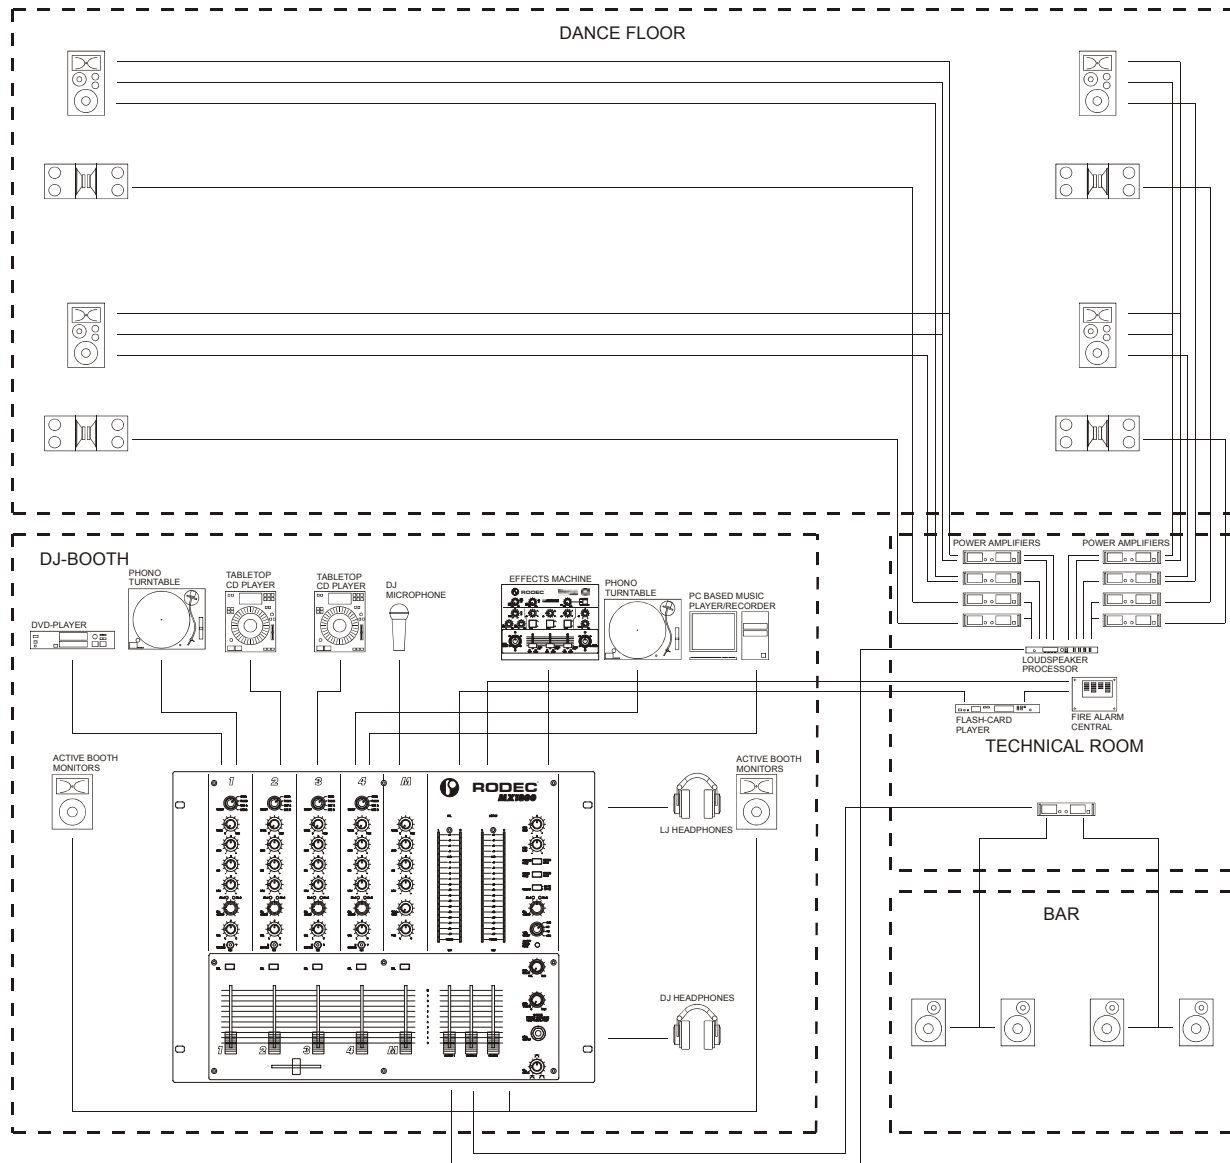 DANCE FLOOR
DJ-BOOTH
DVD-PLAYER
PHONO
TURNTABLE
TABLETOP
CD PLAYER
TABLETOP
CD PLAYER
DJ
MICROPHONE
EFFECTS MACHINE
RODEC
PHONO
TURNTABLE
PC BASED MUSIC
PLAYER/RECORDER
POWER AMPLIFIERS
POWER AMPLIFIERS
LOUDSPEAKER
PROCESSOR
FLASH-CARD
PLAYER
FIRE ALARM
CENTRAL
TECHNICAL ROOM
ACTIVE BOOTH
MONITORS
1 2 3 4 M
RODEC
LJ HEADPHONES
ACTIVE BOOTH
MONITORS
BAR
DJ HEADPHONES
1 2 3 4 M